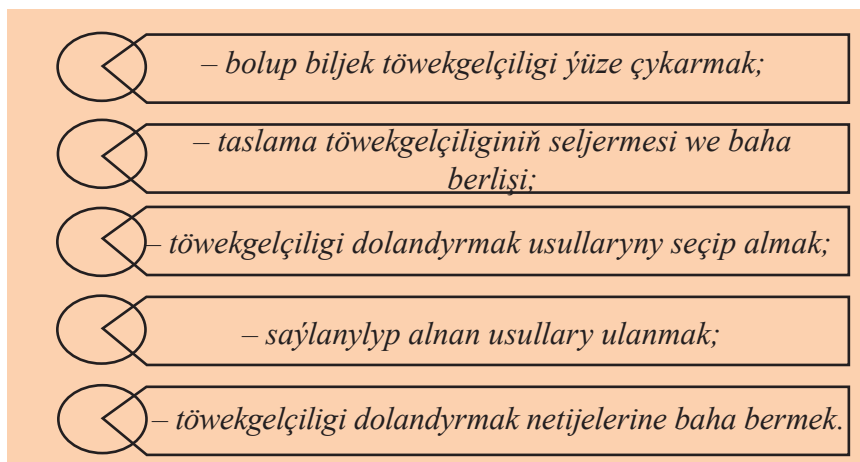 – bolup biljek töwekgelçiligi ýüze çykarmak;
– taslama töwekgelçiliginiň seljermesi we baha
berlişi;
– töwekgelçiligi dolandyrmak usullaryny seçip almak;
– saýlanylyp alnan usullary ulanmak;
– töwekgelçiligi dolandyrmak netijelerine baha bermek.